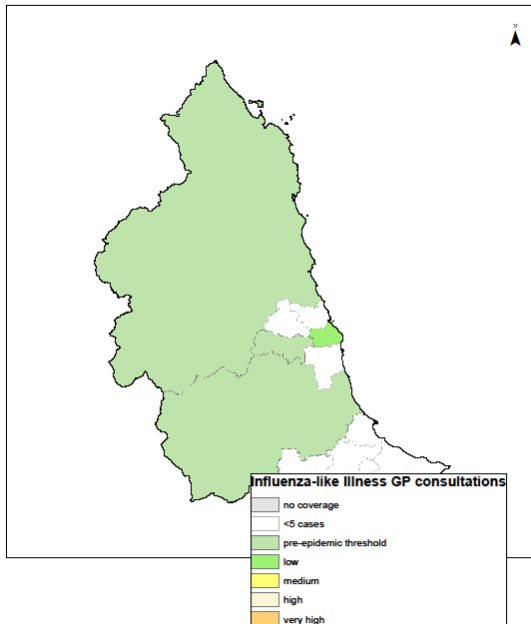 N
Influenza-like Illness GP consultations
no coverage
<5 cases
pre-epidemic threshold
low
medium
high
very high